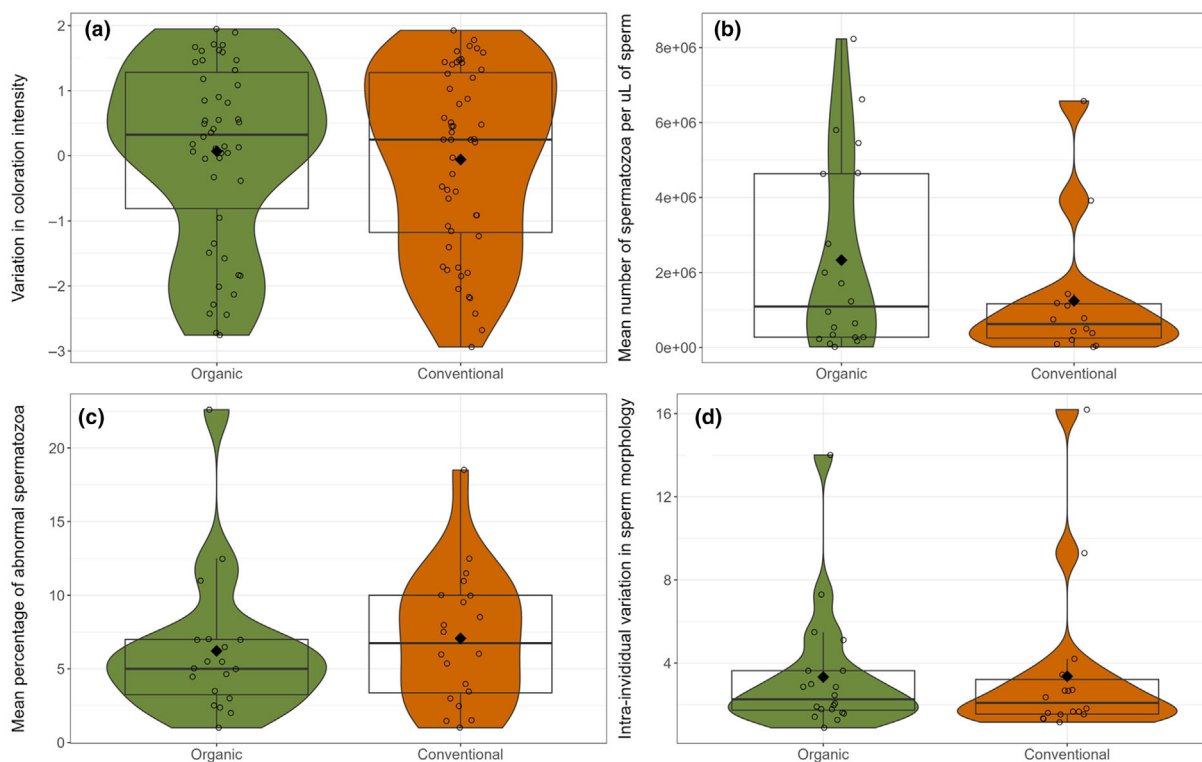 (a)
Variation in coloration intensity
2
1
0
−1
−2
−3
Organic
Conventional
(b)
Mean number of spermatozoa per uL of sperm
8e+06
6e+06
4e+06
2e+06
0e+00
Organic
Conventional
(c)
Mean percentage of abnormal spermatozoa
20
15
10
5
0
Organic
Conventional
(d)
Intra-invididual variation in sperm morphology
16
12
8
4
Organic
Conventional